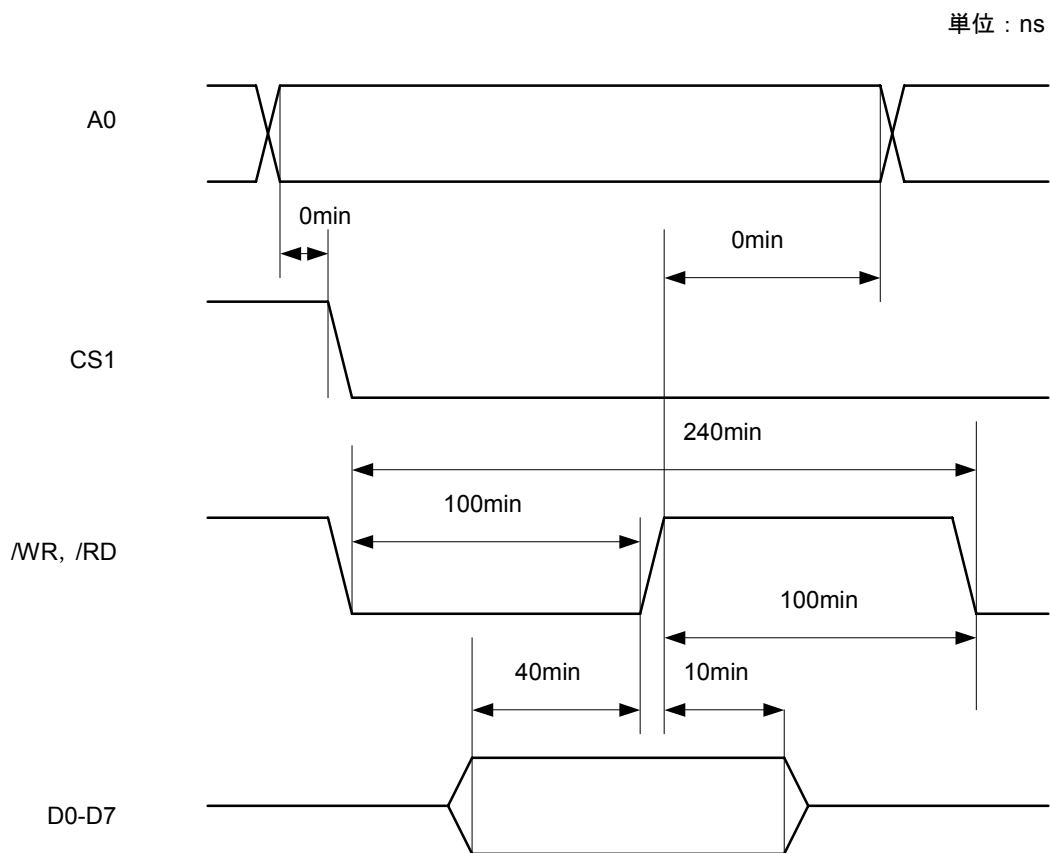 単位：ns
A0
0min
0min
CS1
240min
100min
/WR, /RD
100min
40min
10min
D0-D7